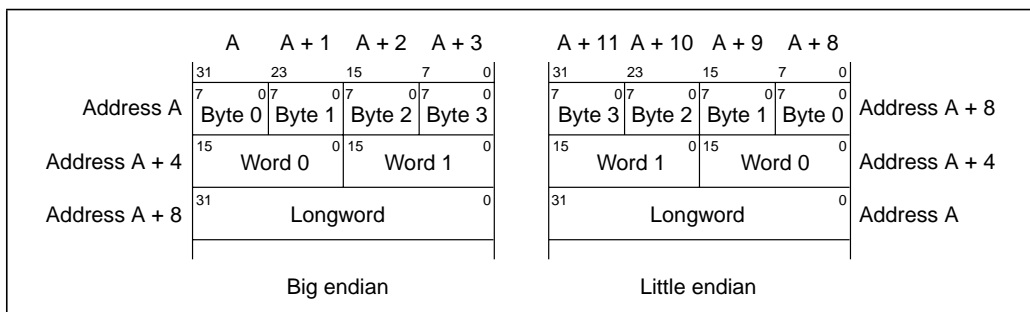 A A + 1 A + 2 A + 3 A + 11 A + 10 A + 9 A + 8
31 23 15 7 0 31 23 15 7 0
7 0 7 0 7 0 7 0 7 0 7 0 7 0 7 0
Address A Byte 0 Byte 1 Byte 2 Byte 3 Byte 3 Byte 2 Byte 1 Byte 0 Address A + 8
15 0 15 0 15 0 15 0
Address A + 4 Word 0 Word 1 Word 1 Word 0 Address A + 4
31 0 31 0
Address A + 8 Longword Longword Address A
Big endian Little endian